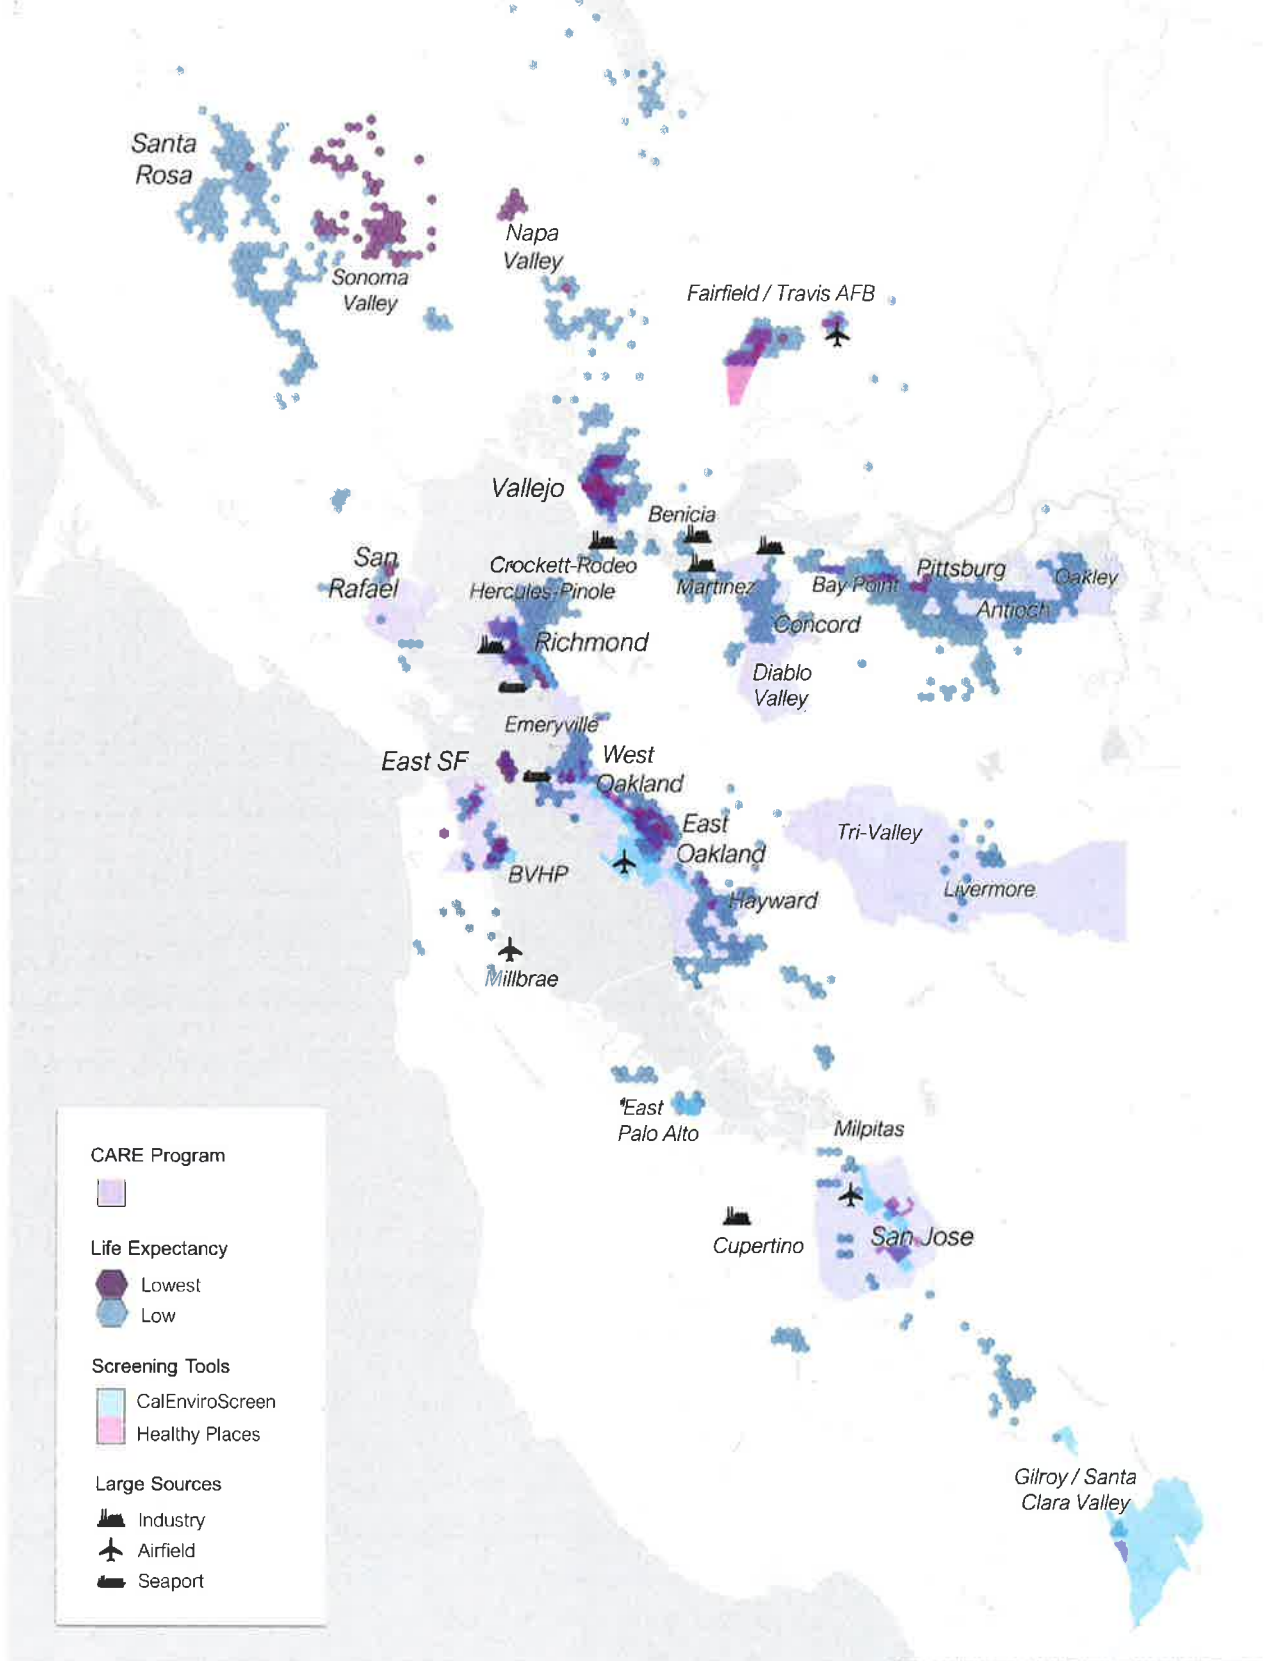 Santa
Rosa
Napa
Valley
Sonoma
Valley
Fairfield / Travis AFB
Vallejo
Benicia
San
Rafael
Crockett-Rodeo
Hercules-Pinole
Martinez
Bay Point
Pittsburg
Oakley
Antioch
Concord
Richmond
Diablo
Valley
Emeryville
East SF
West
Oakland
East
Oakland
Tri-Valley
BVHP
Livermore
Hayward
Millbrae
East
Palo Alto
Milpitas
Cupertino
San Jose
Gilroy / Santa
Clara Valley
CARE Program
Life Expectancy
Lowest
Low
Screening Tools
CalEnviroScreen
Healthy Places
Large Sources
Industry
Airfield
Seaport